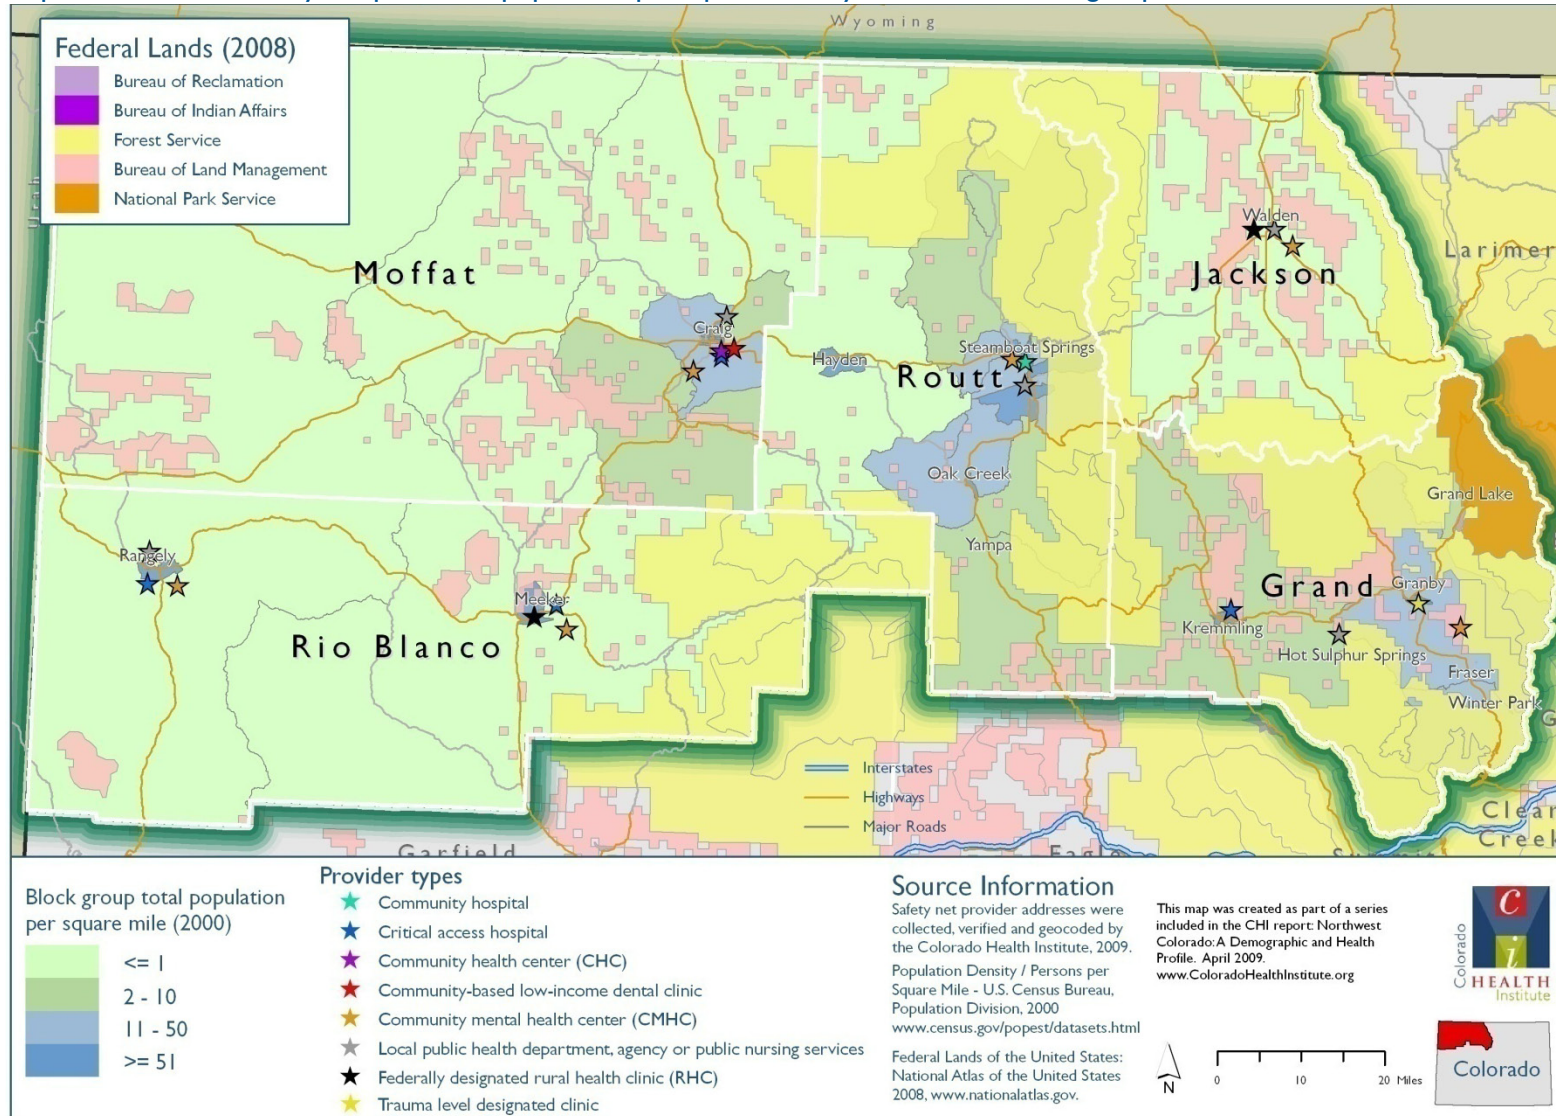 Wyoming
Federal Lands (2008)
Bureau of Reclamation
Bureau of Indian Affairs
Forest Service
Bureau of Land Management
National Park Service
Utah
Walden
Larimer
Moffat
Jackson
Craig
Hayden
Steamboat Springs
Routt
Oak Creek
Grand Lake
Yampa
Rangely
Granby
Grand
Meeker
Kremmling
Rio Blanco
Hot Sulphur Springs
Fraser
Winter Park
Interstates
Highways
Major Roads
Clear
Creek
Garfield
Eagle
Summit
Block group total population
per square mile (2000)
<= 1
2 - 10
11 - 50
>= 51
Provider types
Community hospital
Critical access hospital
Community health center (CHC)
Community-based low-income dental clinic
Community mental health center (CMHC)
Local public health department, agency or public nursing services
Federally designated rural health clinic (RHC)
Trauma level designated clinic
Source Information
Safety net provider addresses were
collected, verified and geocoded by
the Colorado Health Institute, 2009.
Population Density / Persons per
Square Mile - U.S. Census Bureau,
Population Division, 2000
www.census.gov/popest/datasets.html
Federal Lands of the United States:
National Atlas of the United States
2008, www.nationalatlas.gov.
This map was created as part of a series
included in the CHI report: Northwest
Colorado: A Demographic and Health
Profile. April 2009.
www.ColoradoHealthInstitute.org
N
0 10 20 Miles
C
i
Colorado
HEALTH
Institute
Colorado